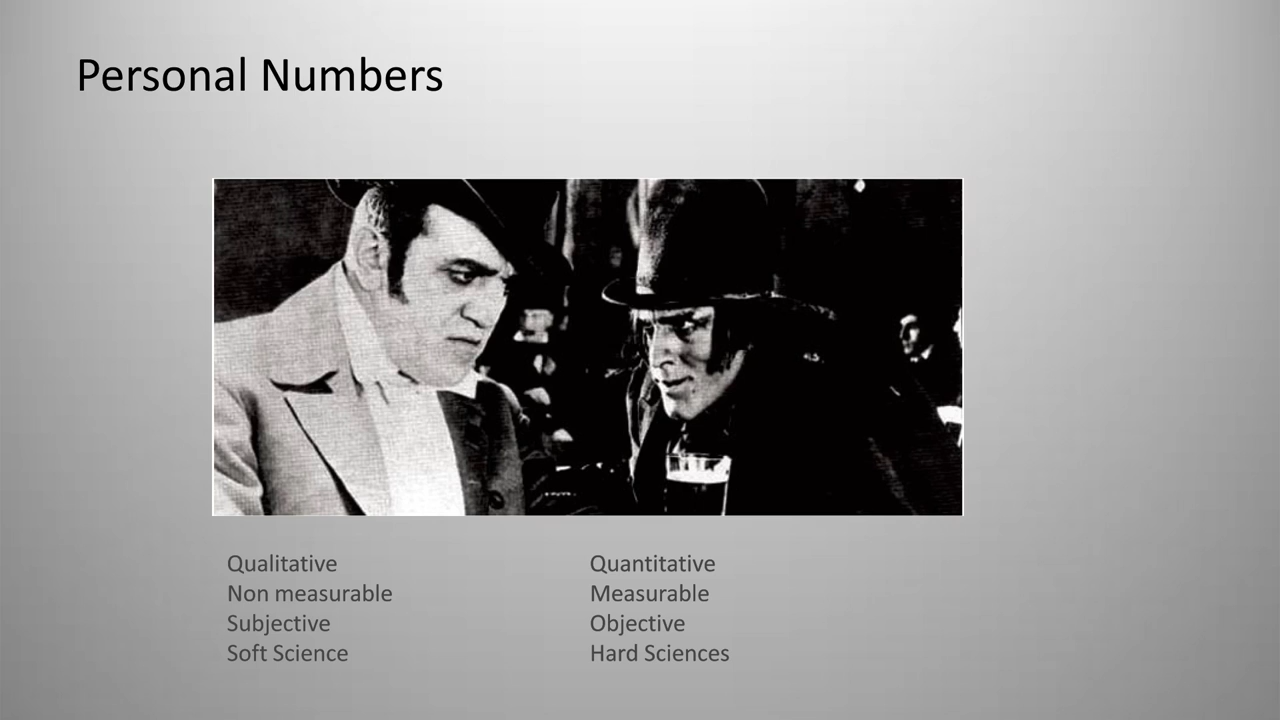 Personal Numbers
Qualitative
Non measurable
Subjective
Soft Science
Quantitative
Measurable
Objective
Hard Sciences